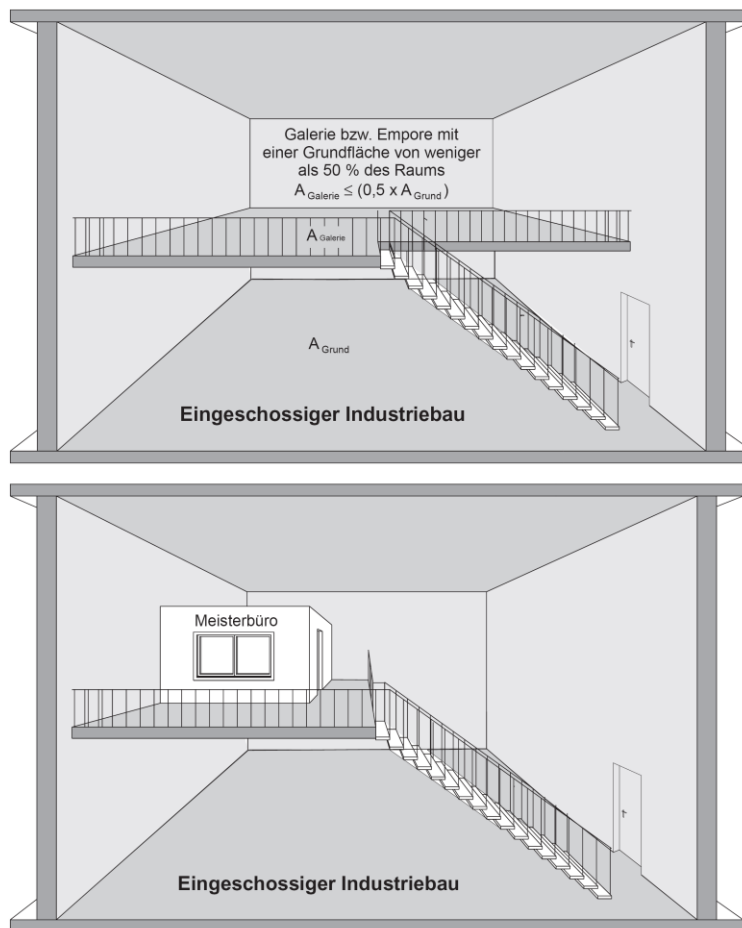 Galerie bzw. Empore mit
einer Grundfläche von weniger
als 50 % des Raums
A Galerie ≤ (0,5 x A Grund)
A Galerie
A Grund
Eingeschossiger Industriebau
Meisterbüro
Eingeschossiger Industriebau